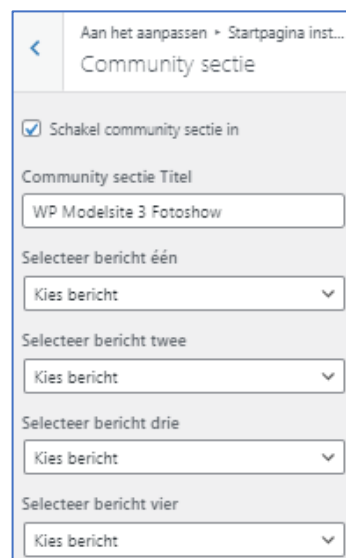 Aan het aanpassen ▸ Startpagina inst...
Community sectie
Schakel community sectie in
Community sectie Titel
WP Modelsite 3 Fotoshow
Selecteer bericht één
Kies bericht
Selecteer bericht twee
Kies bericht
Selecteer bericht drie
Kies bericht
Selecteer bericht vier
Kies bericht